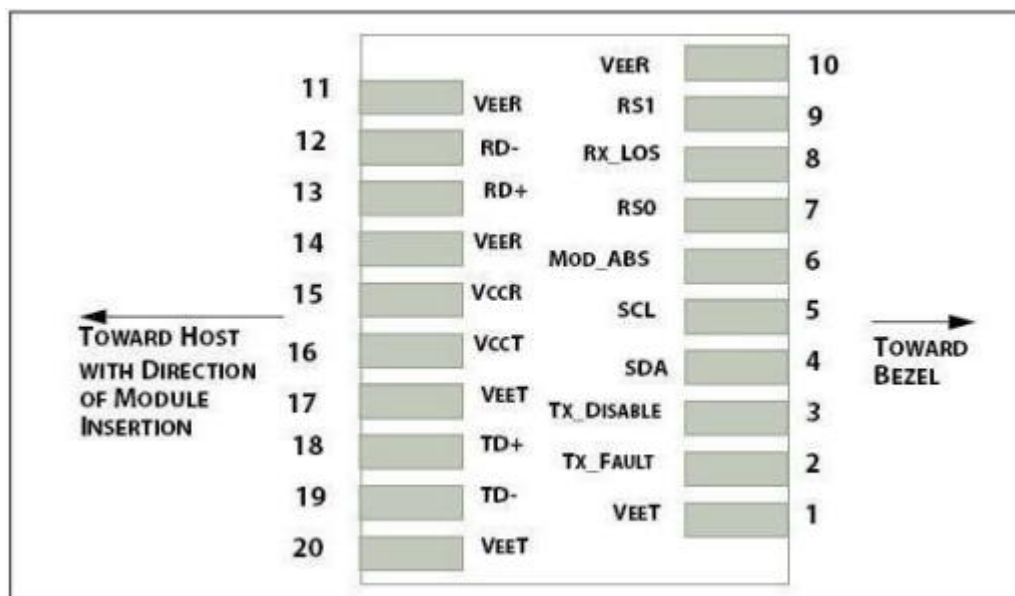 11
VEER
12
RD-
13
RD+
14
VEER
15
VCCR
16
VCCT
17
VEET
18
TD+
19
TD-
20
VEET
TOWARD HOST
WITH DIRECTION
OF MODULE
INSERTION
VEER
10
RS1
9
RX_LOS
8
RS0
7
MOD_ABS
6
SCL
5
SDA
4
TX_DISABLE
3
TX_FAULT
2
VEET
1
TOWARD
BEZEL